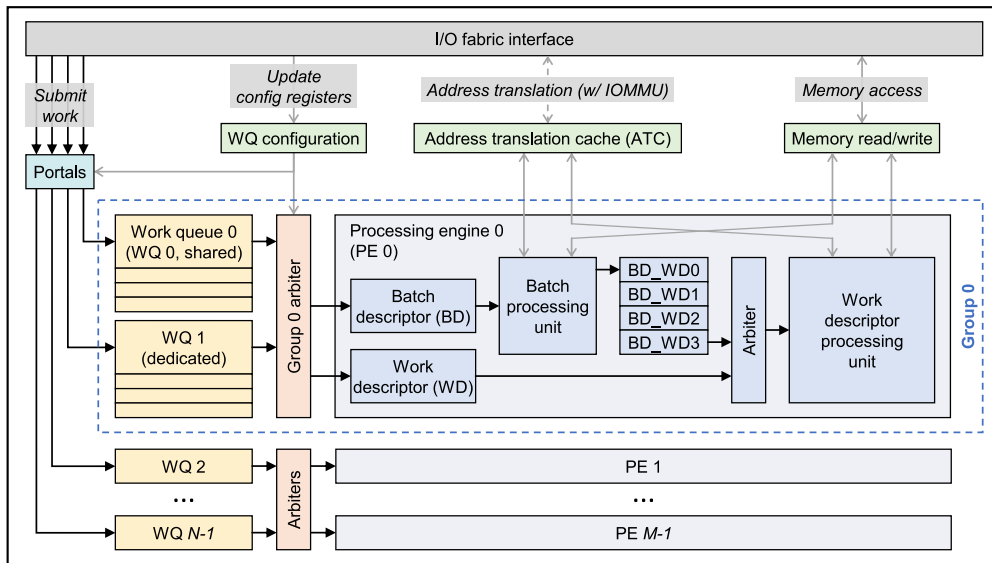 I/O fabric interface
Submit
work
Update
config registers
Address translation (w/ IOMMU)
Memory access
WQ configuration
Address translation cache (ATC)
Memory read/write
Portals
Work queue 0
(WQ 0, shared)
WQ 1
(dedicated)
Group 0 arbiter
Processing engine 0
(PE 0)
Batch
descriptor (BD)
Work
descriptor (WD)
Batch
processing
unit
BD_WD0
BD_WD1
BD_WD2
BD_WD3
Arbiter
Work
descriptor
processing
unit
Group 0
WQ 2
...
WQ N-1
Arbiters
PE 1
...
PE M-1